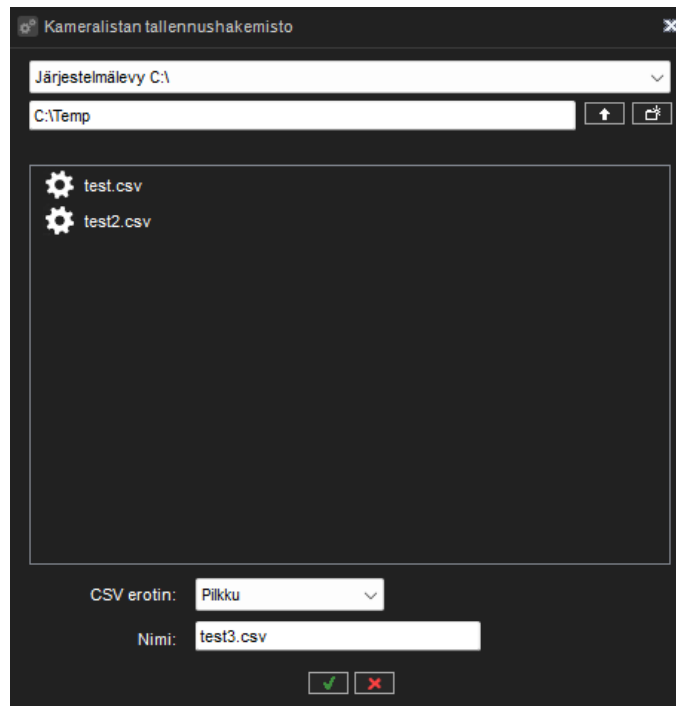 Kameralistan tallennushakemisto
Järjestelmälevy C:\
C:\Temp
test.csv
test2.csv
CSV erotin: Pilkku
Nimi: test3.csv